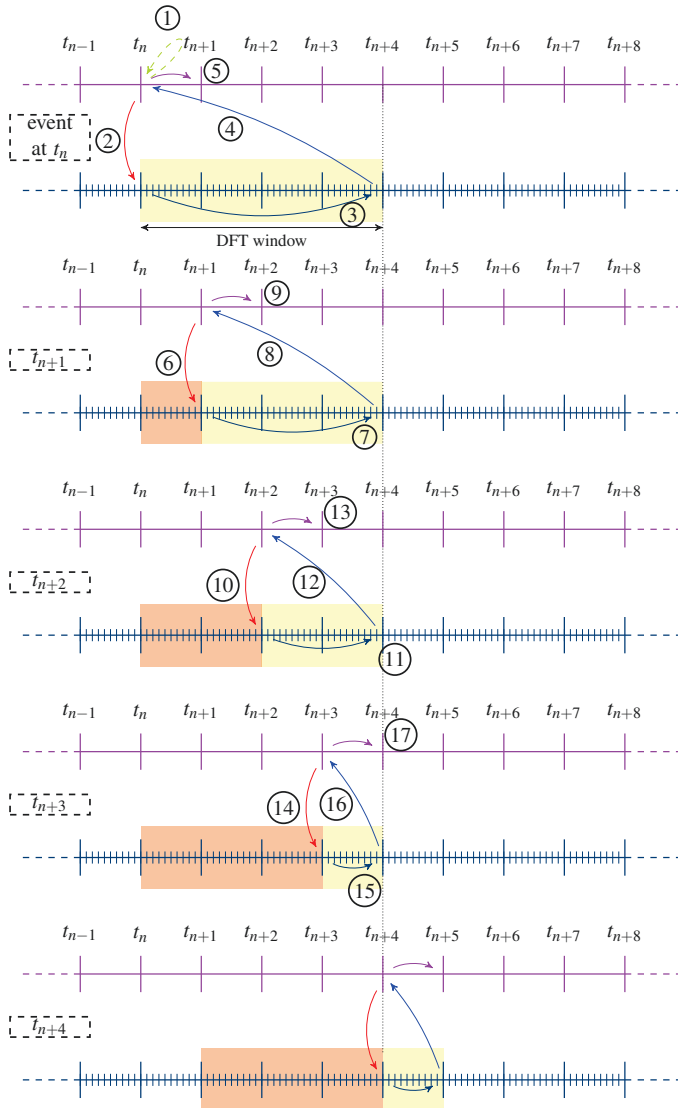 ①
t_{n−1} t_n t_{n+1} t_{n+2} t_{n+3} t_{n+4} t_{n+5} t_{n+6} t_{n+7} t_{n+8}
⑤
event
at t_n
② ④
③
DFT window
t_{n−1} t_n t_{n+1} t_{n+2} t_{n+3} t_{n+4} t_{n+5} t_{n+6} t_{n+7} t_{n+8}
⑨
t_{n+1}
⑥ ⑧
⑦
t_{n−1} t_n t_{n+1} t_{n+2} t_{n+3} t_{n+4} t_{n+5} t_{n+6} t_{n+7} t_{n+8}
⑬
t_{n+2}
⑩ ⑫
⑪
t_{n−1} t_n t_{n+1} t_{n+2} t_{n+3} t_{n+4} t_{n+5} t_{n+6} t_{n+7} t_{n+8}
⑰
t_{n+3}
⑭ ⑯
⑮
t_{n−1} t_n t_{n+1} t_{n+2} t_{n+3} t_{n+4} t_{n+5} t_{n+6} t_{n+7} t_{n+8}
t_{n+4}